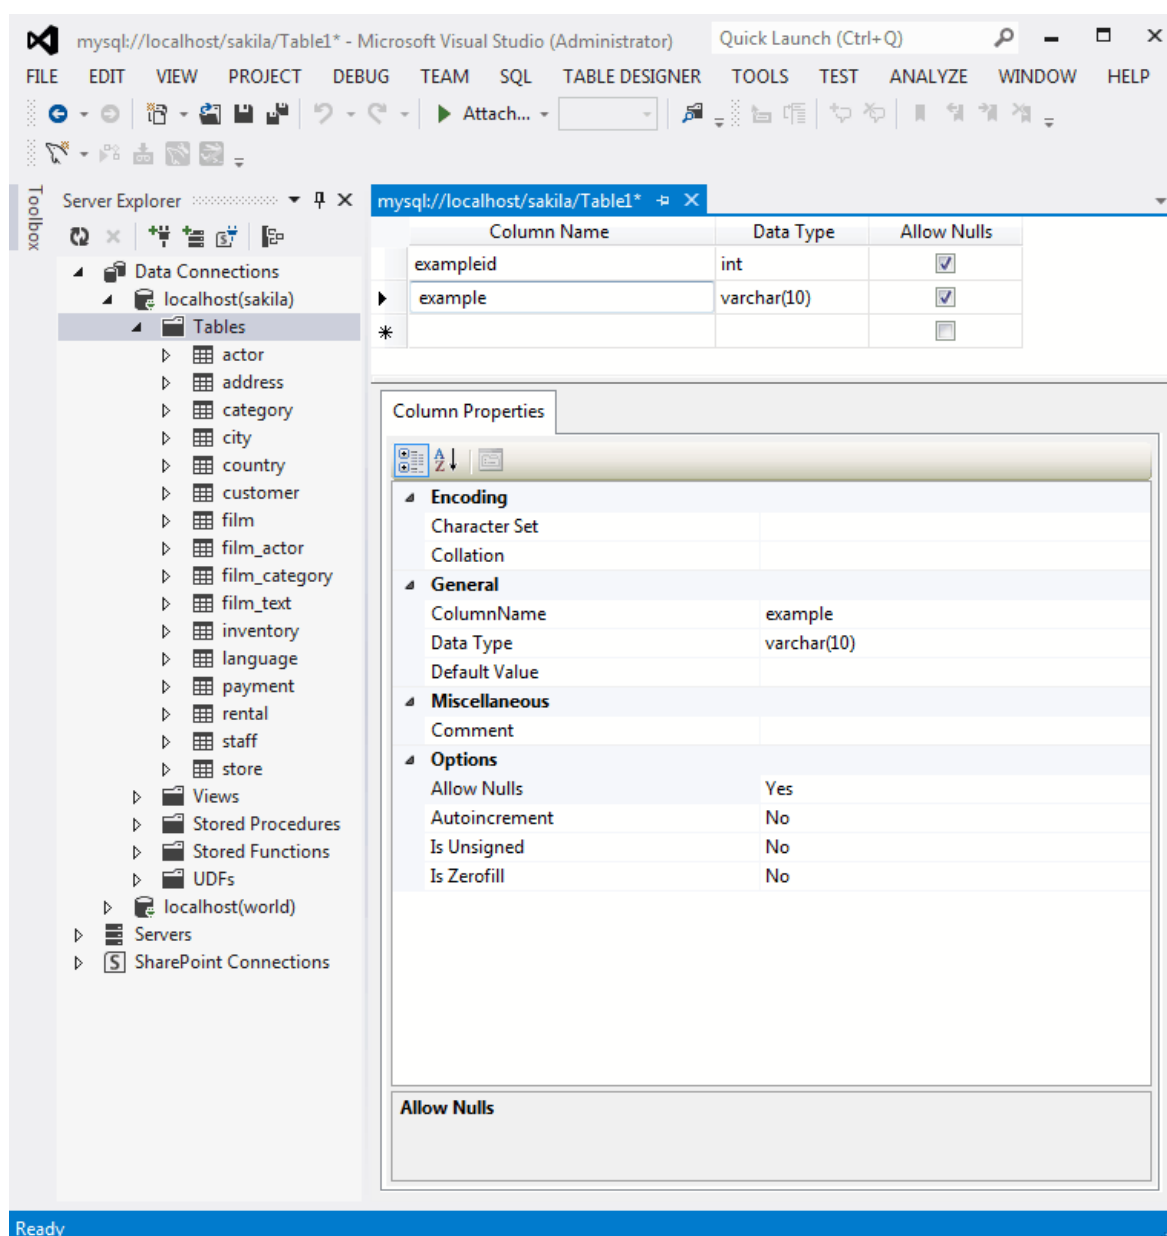 mysql://localhost/sakila/Table1* - Microsoft Visual Studio (Administrator) Quick Launch (Ctrl+Q)
FILE EDIT VIEW PROJECT DEBUG TEAM SQL TABLE DESIGNER TOOLS TEST ANALYZE WINDOW HELP
Attach...
Toolbox
Server Explorer
Data Connections
localhost(sakila)
Tables
actor
address
category
city
country
customer
film
film_actor
film_category
film_text
inventory
language
payment
rental
staff
store
Views
Stored Procedures
Stored Functions
UDFs
localhost(world)
Servers
SharePoint Connections
mysql://localhost/sakila/Table1*
Column Name Data Type Allow Nulls
exampleid int
example varchar(10)
Column Properties
Encoding
Character Set
Collation
General
ColumnName example
Data Type varchar(10)
Default Value
Miscellaneous
Comment
Options
Allow Nulls Yes
Autoincrement No
Is Unsigned No
Is Zerofill No
Allow Nulls
Ready